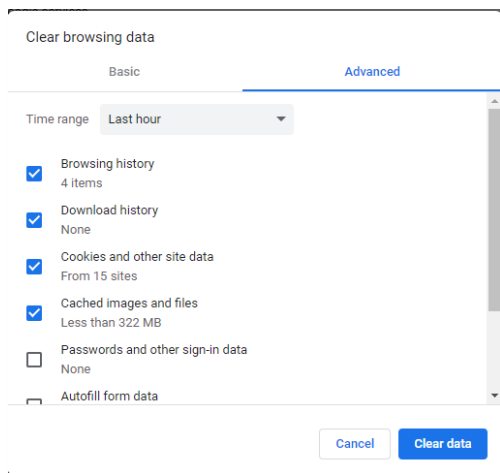 Clear browsing data
Basic
Advanced
Time range
Last hour
Browsing history
4 items
Download history
None
Cookies and other site data
From 15 sites
Cached images and files
Less than 322 MB
Passwords and other sign-in data
None
Autofill form data
Cancel
Clear data